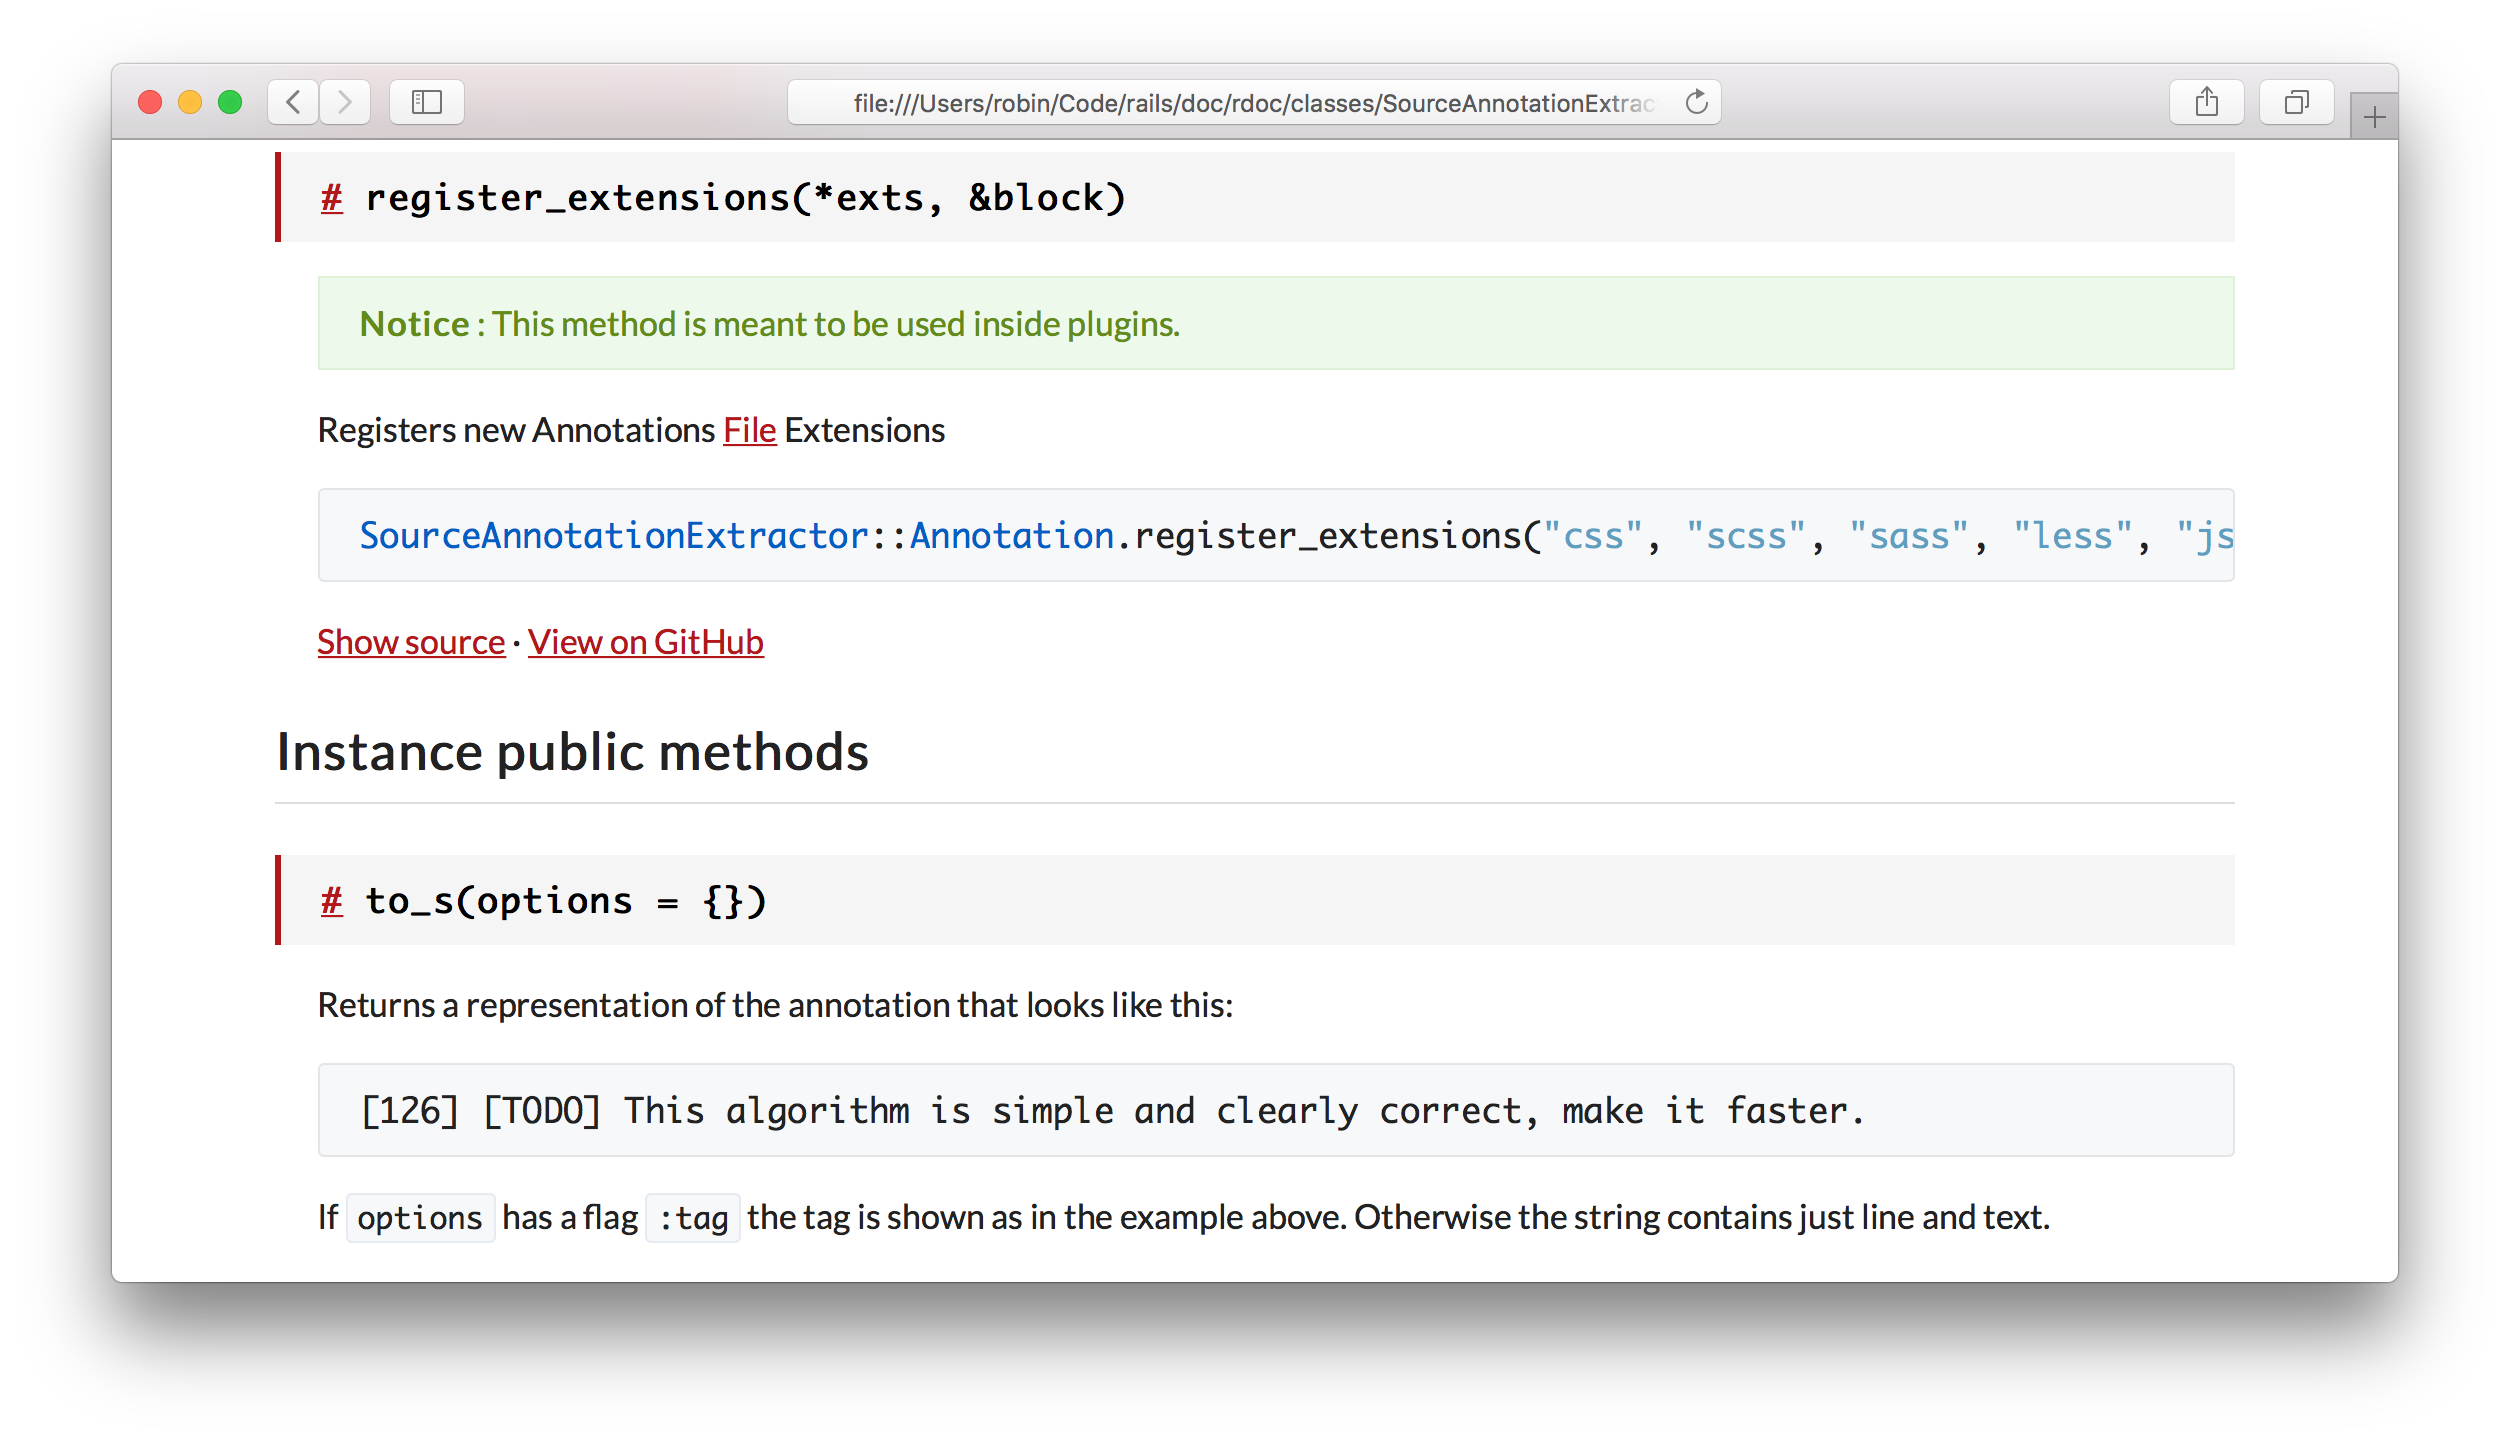 file:///Users/robin/Code/rails/doc/rdoc/classes/SourceAnnotationExtrac
# register_extensions(*exts, &block)
Notice : This method is meant to be used inside plugins.
Registers new Annotations File Extensions
SourceAnnotationExtractor::Annotation.register_extensions("css", "scss", "sass", "less", "js
Show source · View on GitHub
Instance public methods
# to_s(options = {})
Returns a representation of the annotation that looks like this:
[126] [TODO] This algorithm is simple and clearly correct, make it faster.
If options has a flag :tag the tag is shown as in the example above. Otherwise the string contains just line and text.